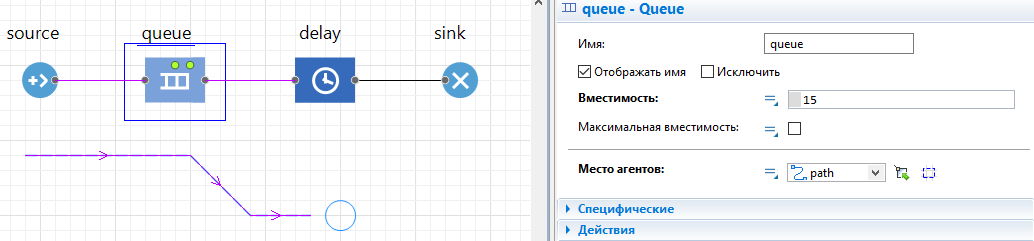 source queue delay sink
queue - Queue
Имя: queue
Отображать имя Исключить
Вместимость: 15
Максимальная вместимость:
Место агентов: path
Специфические
Действия